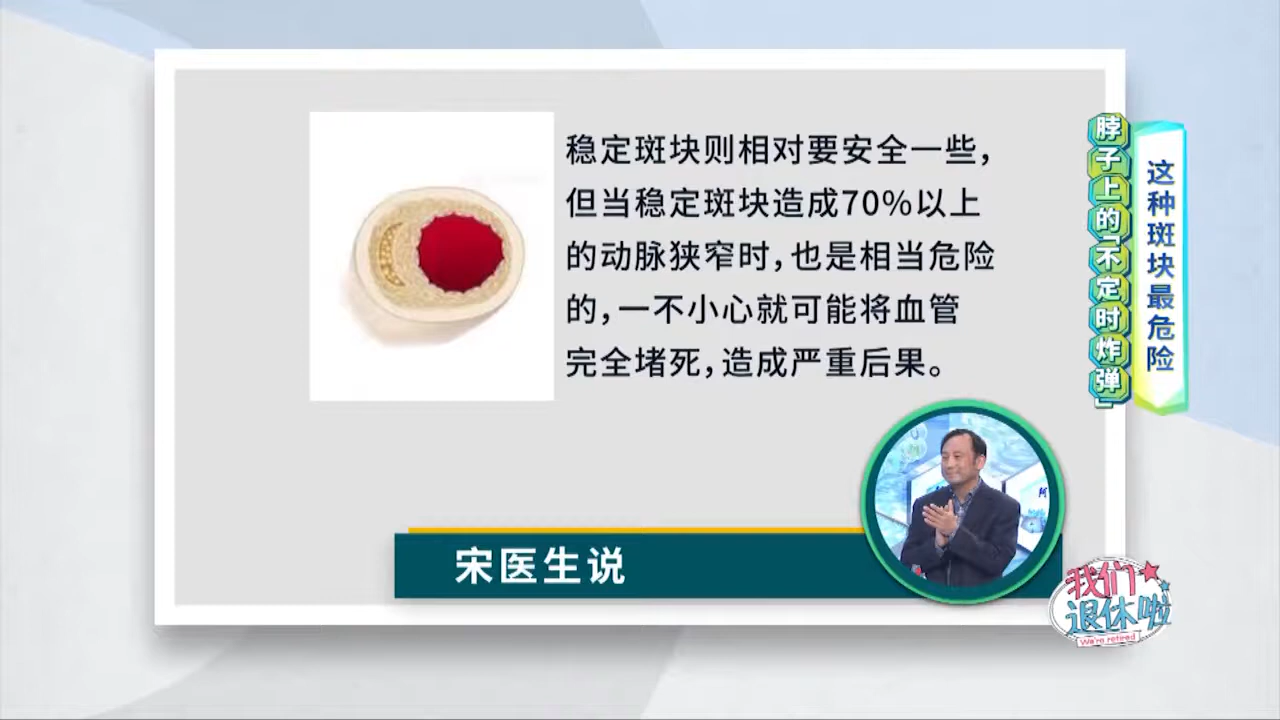 稳定斑块则相对要安全一些，
但当稳定斑块造成70%以上
的动脉狭窄时，也是相当危险
的，一不小心就可能将血管
完全堵死，造成严重后果。
这种斑块最危险
脖子上的「不定时炸弹」
宋医生说
我们
退休啦
We're retired